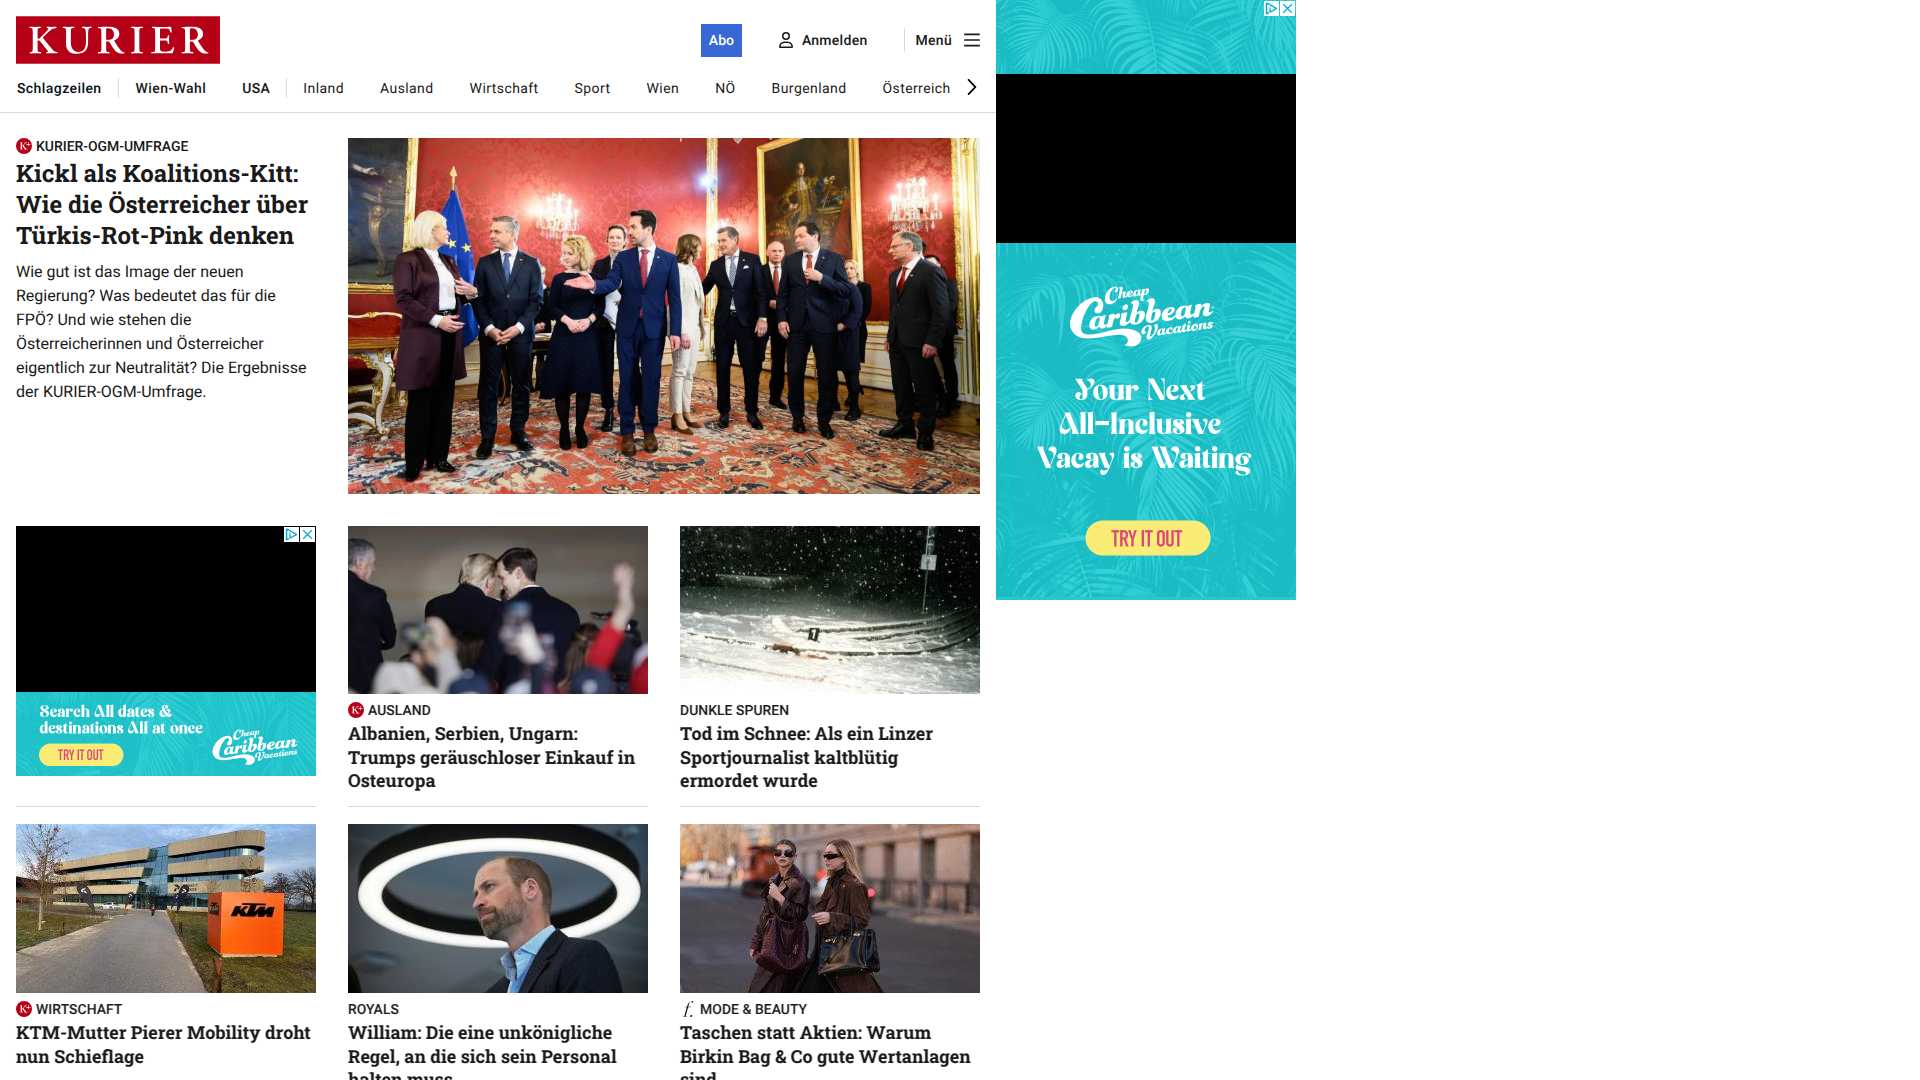 KURIER
Abo
Anmelden
Menü
Schlagzeilen
Wien-Wahl
USA
Inland
Ausland
Wirtschaft
Sport
Wien
NÖ
Burgenland
Österreich
KURIER-OGM-UMFRAGE
Kickl als Koalitions-Kitt:
Wie die Österreicher über
Türkis-Rot-Pink denken
Wie gut ist das Image der neuen
Regierung? Was bedeutet das für die
FPÖ? Und wie stehen die
Österreicherinnen und Österreicher
eigentlich zur Neutralität? Die Ergebnisse
der KURIER-OGM-Umfrage.
Cheap
Caribbean
Vacations
Your Next
All-Inclusive
Vacay is Waiting
TRY IT OUT
Search All dates &
destinations All at once
TRY IT OUT
Cheap
Caribbean
Vacations
AUSLAND
Albanien, Serbien, Ungarn:
Trumps geräuschloser Einkauf in
Osteuropa
DUNKLE SPUREN
Tod im Schnee: Als ein Linzer
Sportjournalist kaltblütig
ermordet wurde
KTM
WIRTSCHAFT
KTM-Mutter Pierer Mobility droht
nun Schieflage
ROYALS
William: Die eine unkönigliche
Regel, an die sich sein Personal
halten muss
MODE & BEAUTY
Taschen statt Aktien: Warum
Birkin Bag & Co gute Wertanlagen
sind